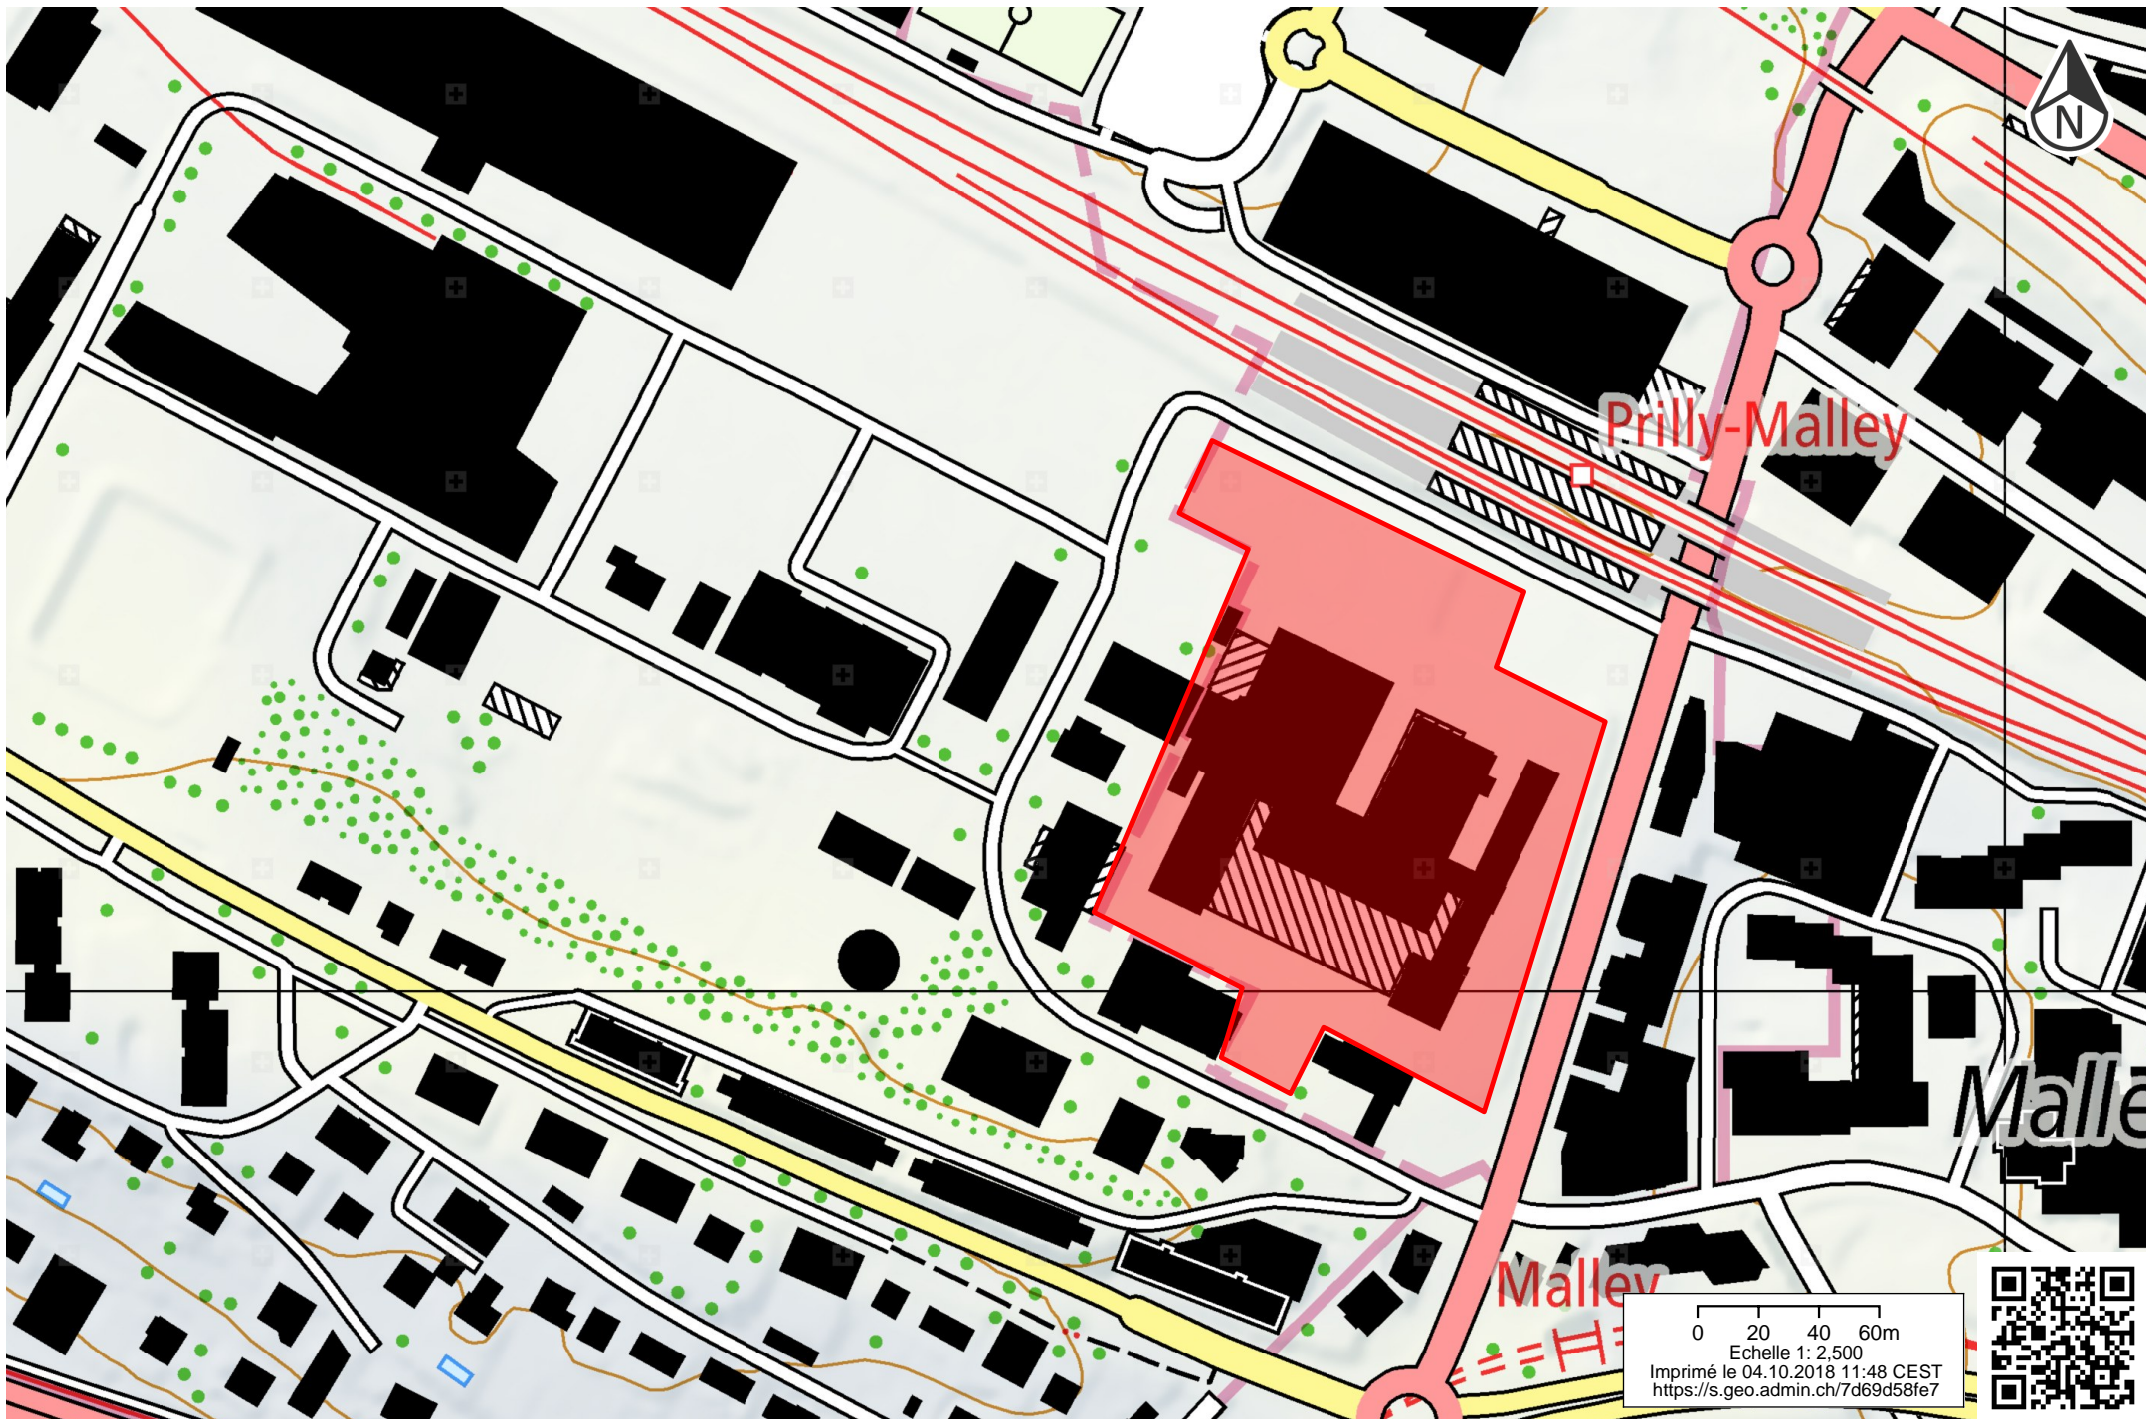 N
Prilly-Malley
Malle
Malley
0 20 40 60m
Echelle 1: 2,500
Imprimé le 04.10.2018 11:48 CEST
https://s.geo.admin.ch/7d69d58fe7